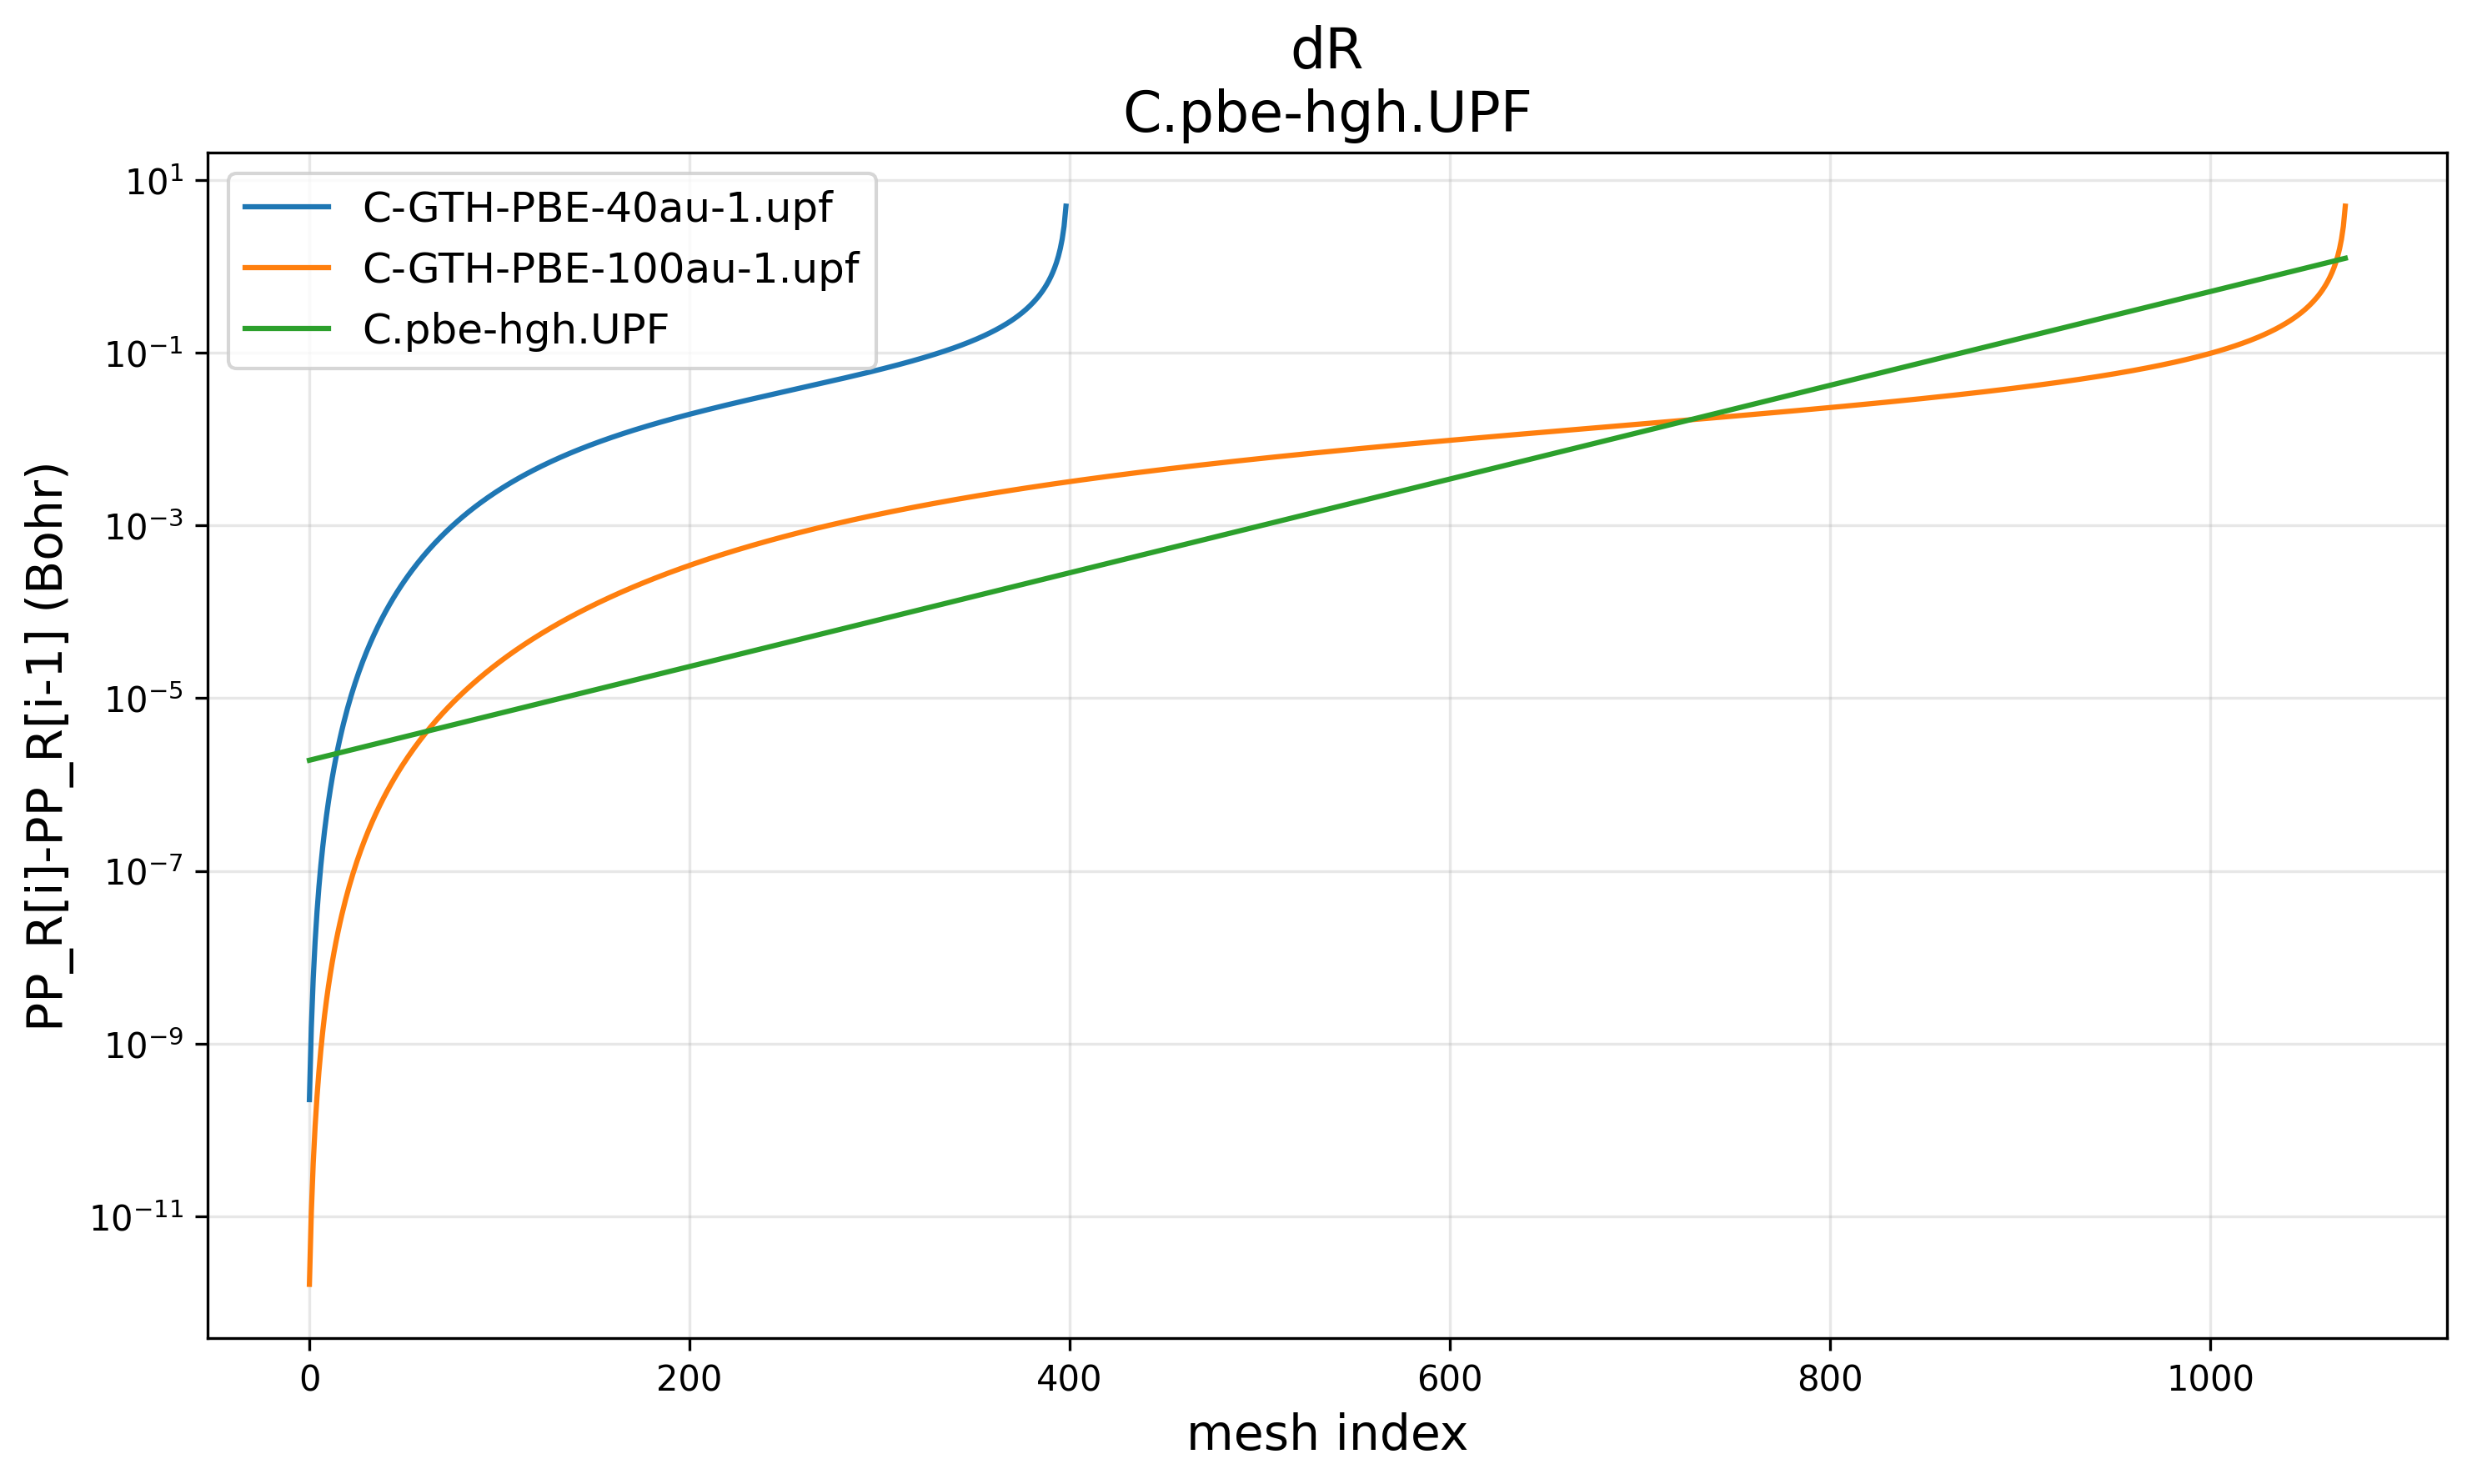 dR
C.pbe-hgh.UPF
C-GTH-PBE-40au-1.upf
C-GTH-PBE-100au-1.upf
C.pbe-hgh.UPF
PP_R[i]-PP_R[i-1] (Bohr)
10¹
10⁻¹
10⁻³
10⁻⁵
10⁻⁷
10⁻⁹
10⁻¹¹
0 200 400 600 800 1000
mesh index